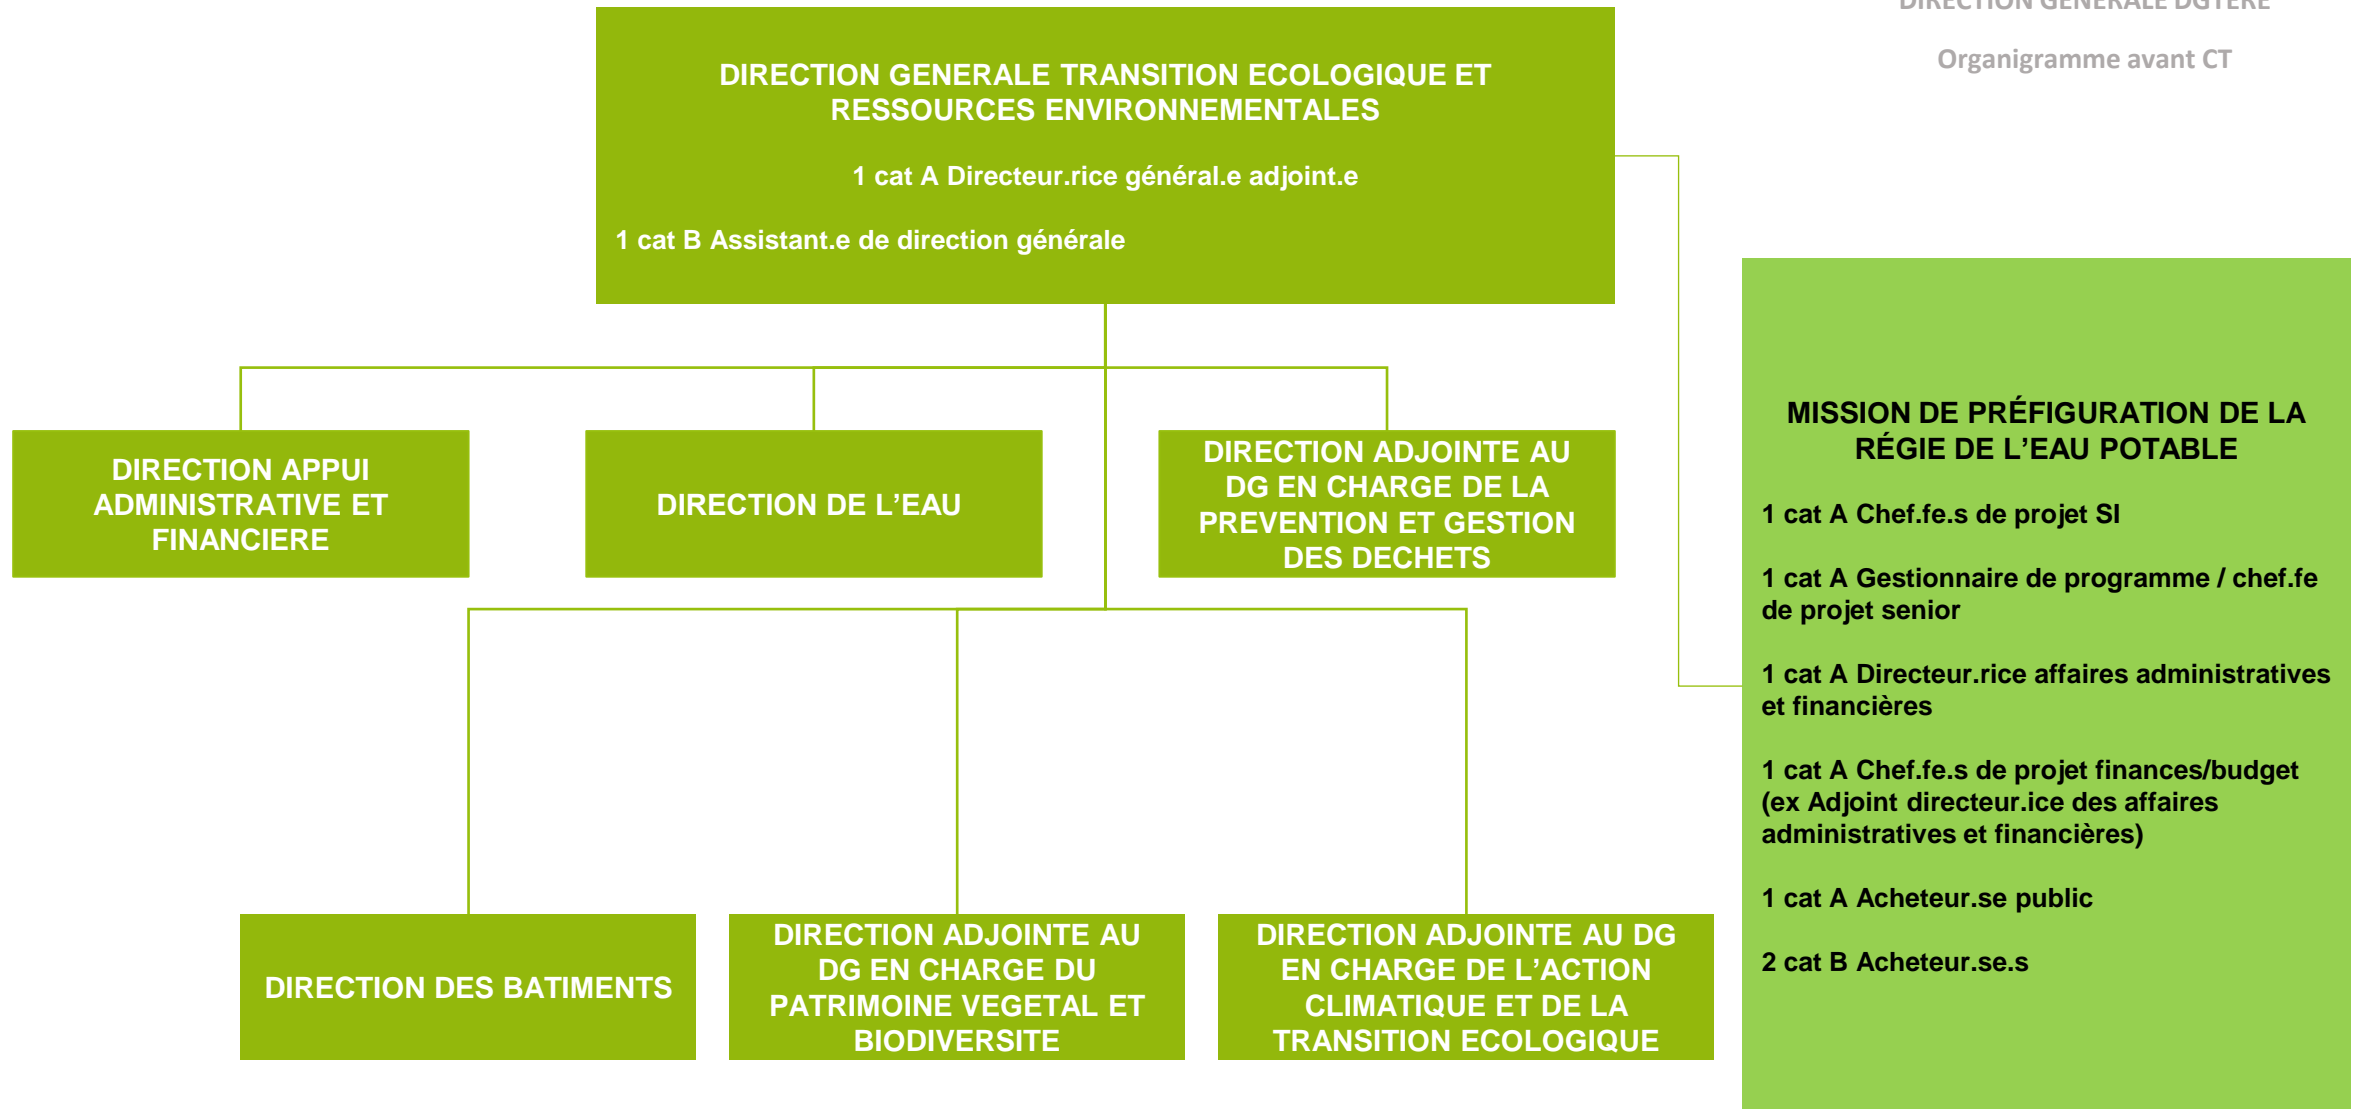 DIRECTION GENERALE DGTERE
Organigramme avant CT
DIRECTION GENERALE TRANSITION ECOLOGIQUE ET
RESSOURCES ENVIRONNEMENTALES
1 cat A Directeur.rice général.e adjoint.e
1 cat B Assistant.e de direction générale
DIRECTION APPUI
ADMINISTRATIVE ET
FINANCIERE
DIRECTION DE L’EAU
DIRECTION ADJOINTE AU
DG EN CHARGE DE LA
PREVENTION ET GESTION
DES DECHETS
DIRECTION DES BATIMENTS
DIRECTION ADJOINTE AU
DG EN CHARGE DU
PATRIMOINE VEGETAL ET
BIODIVERSITE
DIRECTION ADJOINTE AU DG
EN CHARGE DE L’ACTION
CLIMATIQUE ET DE LA
TRANSITION ECOLOGIQUE
MISSION DE PRÉFIGURATION DE LA
RÉGIE DE L’EAU POTABLE
1 cat A Chef.fe.s de projet SI
1 cat A Gestionnaire de programme / chef.fe
de projet senior
1 cat A Directeur.rice affaires administratives
et financières
1 cat A Chef.fe.s de projet finances/budget
(ex Adjoint directeur.ice des affaires
administratives et financières)
1 cat A Acheteur.se public
2 cat B Acheteur.se.s